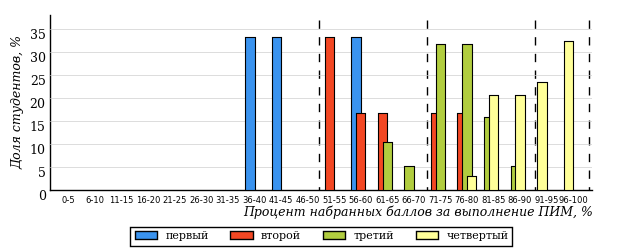 Доля студентов, %
35
30
25
20
15
10
5
0
0-5 6-10 11-15 16-20 21-25 26-30 31-35 36-40 41-45 46-50 51-55 56-60 61-65 66-70 71-75 76-80 81-85 86-90 91-95 96-100
Процент набранных баллов за выполнение ПИМ, %
первый второй третий четвертый